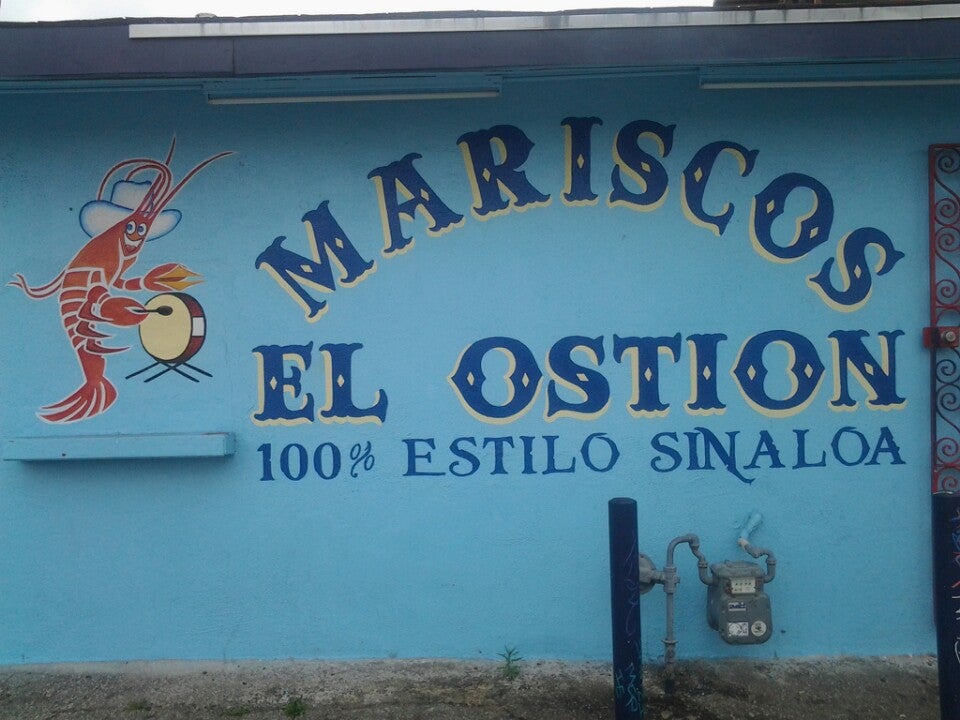 MARISCOS
EL OSTION
100% ESTILO SINALOA